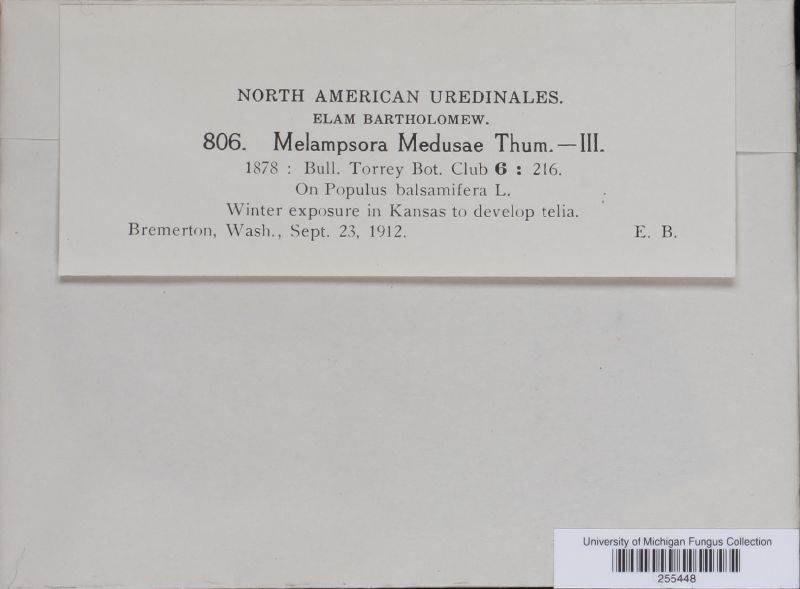 NORTH AMERICAN UREDINALES.
ELAM BARTHOLOMEW.
806. Melampsora Medusae Thum.—III.
1878 : Bull. Torrey Bot. Club 6 : 216.
On Populus balsamifera L.
Winter exposure in Kansas to develop telia.
Bremerton, Wash., Sept. 23, 1912. E. B.
University of Michigan Fungus Collection
255448